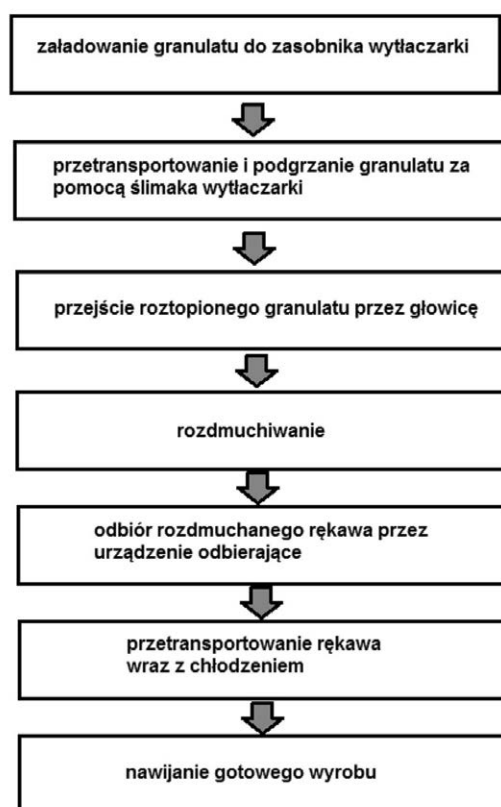 załadowanie granulatu do zasobnika wytłaczarki
przetransportowanie i podgrzanie granulatu za
pomocą ślimaka wytłaczarki
przejście roztopionego granulatu przez głowicę
rozdmuchiwanie
odbiór rozdmuchanego rękawa przez
urządzenie odbierające
przetransportowanie rękawa
wraz z chłodzeniem
nawijanie gotowego wyrobu